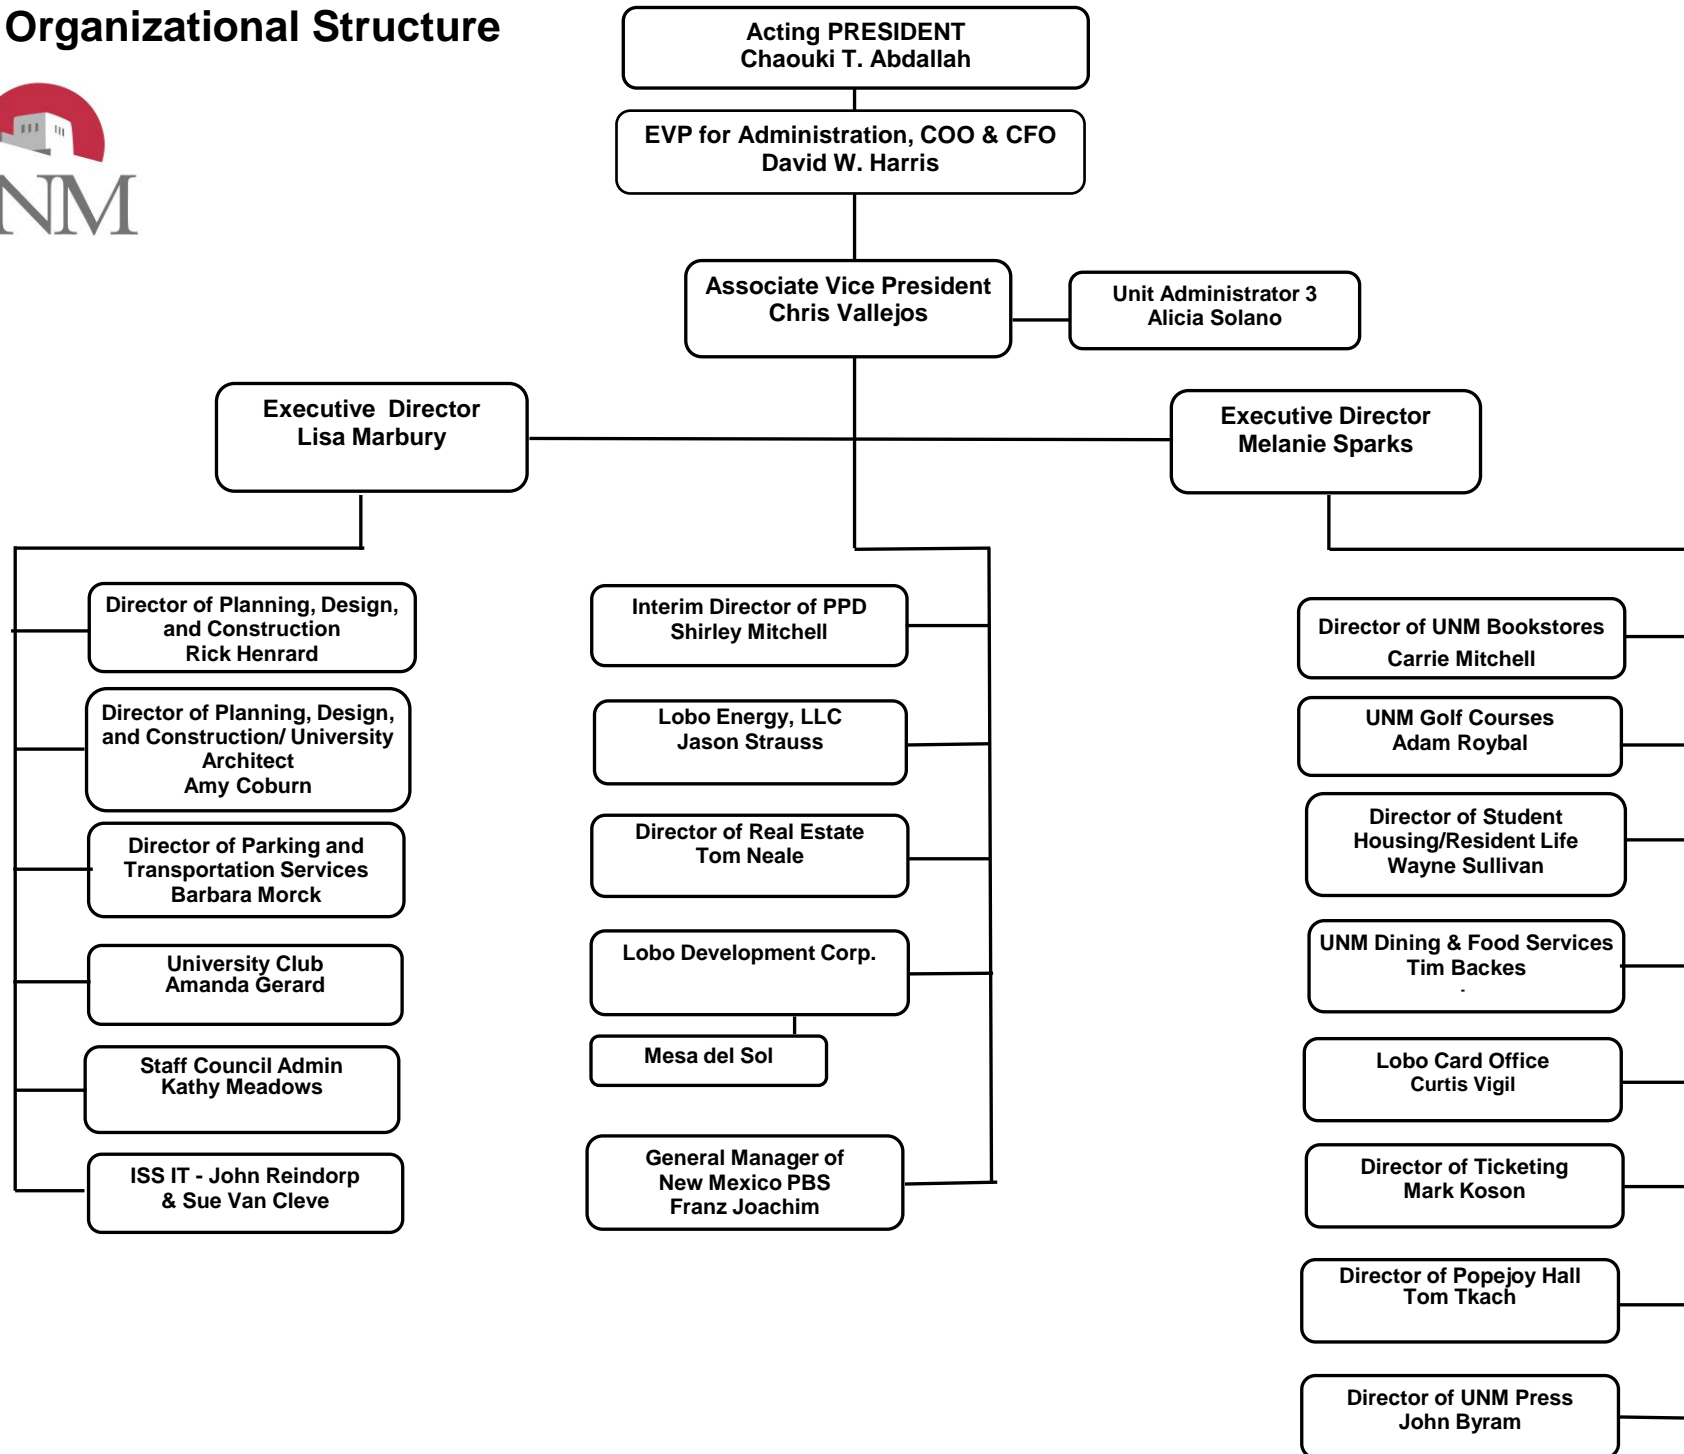 Organizational Structure
NM
Acting PRESIDENT
Chaouki T. Abdallah
EVP for Administration, COO & CFO
David W. Harris
Associate Vice President
Chris Vallejos
Unit Administrator 3
Alicia Solano
Executive Director
Lisa Marbury
Executive Director
Melanie Sparks
Director of Planning, Design,
and Construction
Rick Henrard
Director of Planning, Design,
and Construction/ University
Architect
Amy Coburn
Director of Parking and
Transportation Services
Barbara Morck
University Club
Amanda Gerard
Staff Council Admin
Kathy Meadows
ISS IT - John Reindorp
& Sue Van Cleve
Interim Director of PPD
Shirley Mitchell
Lobo Energy, LLC
Jason Strauss
Director of Real Estate
Tom Neale
Lobo Development Corp.
Mesa del Sol
General Manager of
New Mexico PBS
Franz Joachim
Director of UNM Bookstores
Carrie Mitchell
UNM Golf Courses
Adam Roybal
Director of Student
Housing/Resident Life
Wayne Sullivan
UNM Dining & Food Services
Tim Backes
-
Lobo Card Office
Curtis Vigil
Director of Ticketing
Mark Koson
Director of Popejoy Hall
Tom Tkach
Director of UNM Press
John Byram